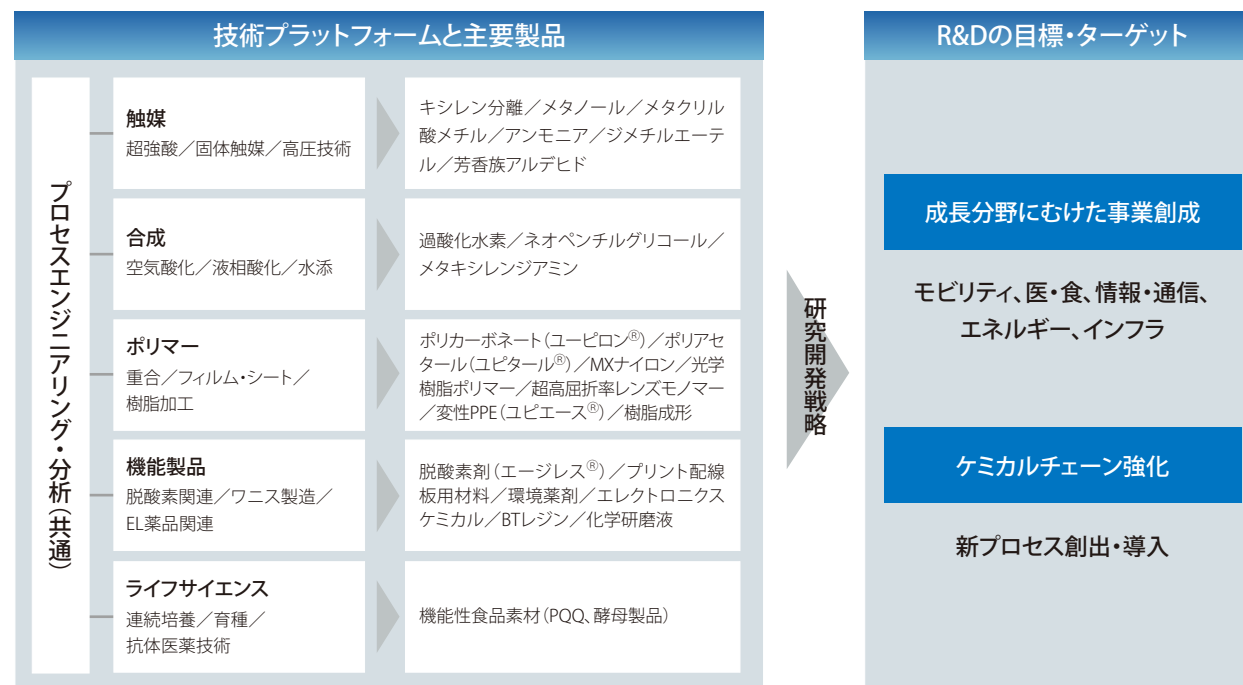 技術プラットフォームと主要製品
プロセスエンジニアリング・分析(共通)
触媒
超強酸／固体触媒／高圧技術
キシレン分離／メタノール／メタクリル
酸メチル／アンモニア／ジメチルエーテ
ル／芳香族アルデヒド
合成
空気酸化／液相酸化／水添
過酸化水素／ネオペンチルグリコール／
メタキシレンジアミン
ポリマー
重合／フィルム・シート／
樹脂加工
ポリカーボネート(ユーピロン®)／ポリアセ
タール(ユピタール®)／MXナイロン／光学
樹脂ポリマー／超高屈折率レンズモノマー
／変性PPE(ユピエース®)／樹脂成形
機能製品
脱酸素関連／ワニス製造／
EL薬品関連
脱酸素剤(エージレス®)／プリント配線
板用材料／環境薬剤／エレクトロニクス
ケミカル／BTレジン／化学研磨液
ライフサイエンス
連続培養／育種／
抗体医薬技術
機能性食品素材(PQQ、酵母製品)
研究開発戦略
R&Dの目標・ターゲット
成長分野にむけた事業創成
モビリティ、医・食、情報・通信、
エネルギー、インフラ
ケミカルチェーン強化
新プロセス創出・導入